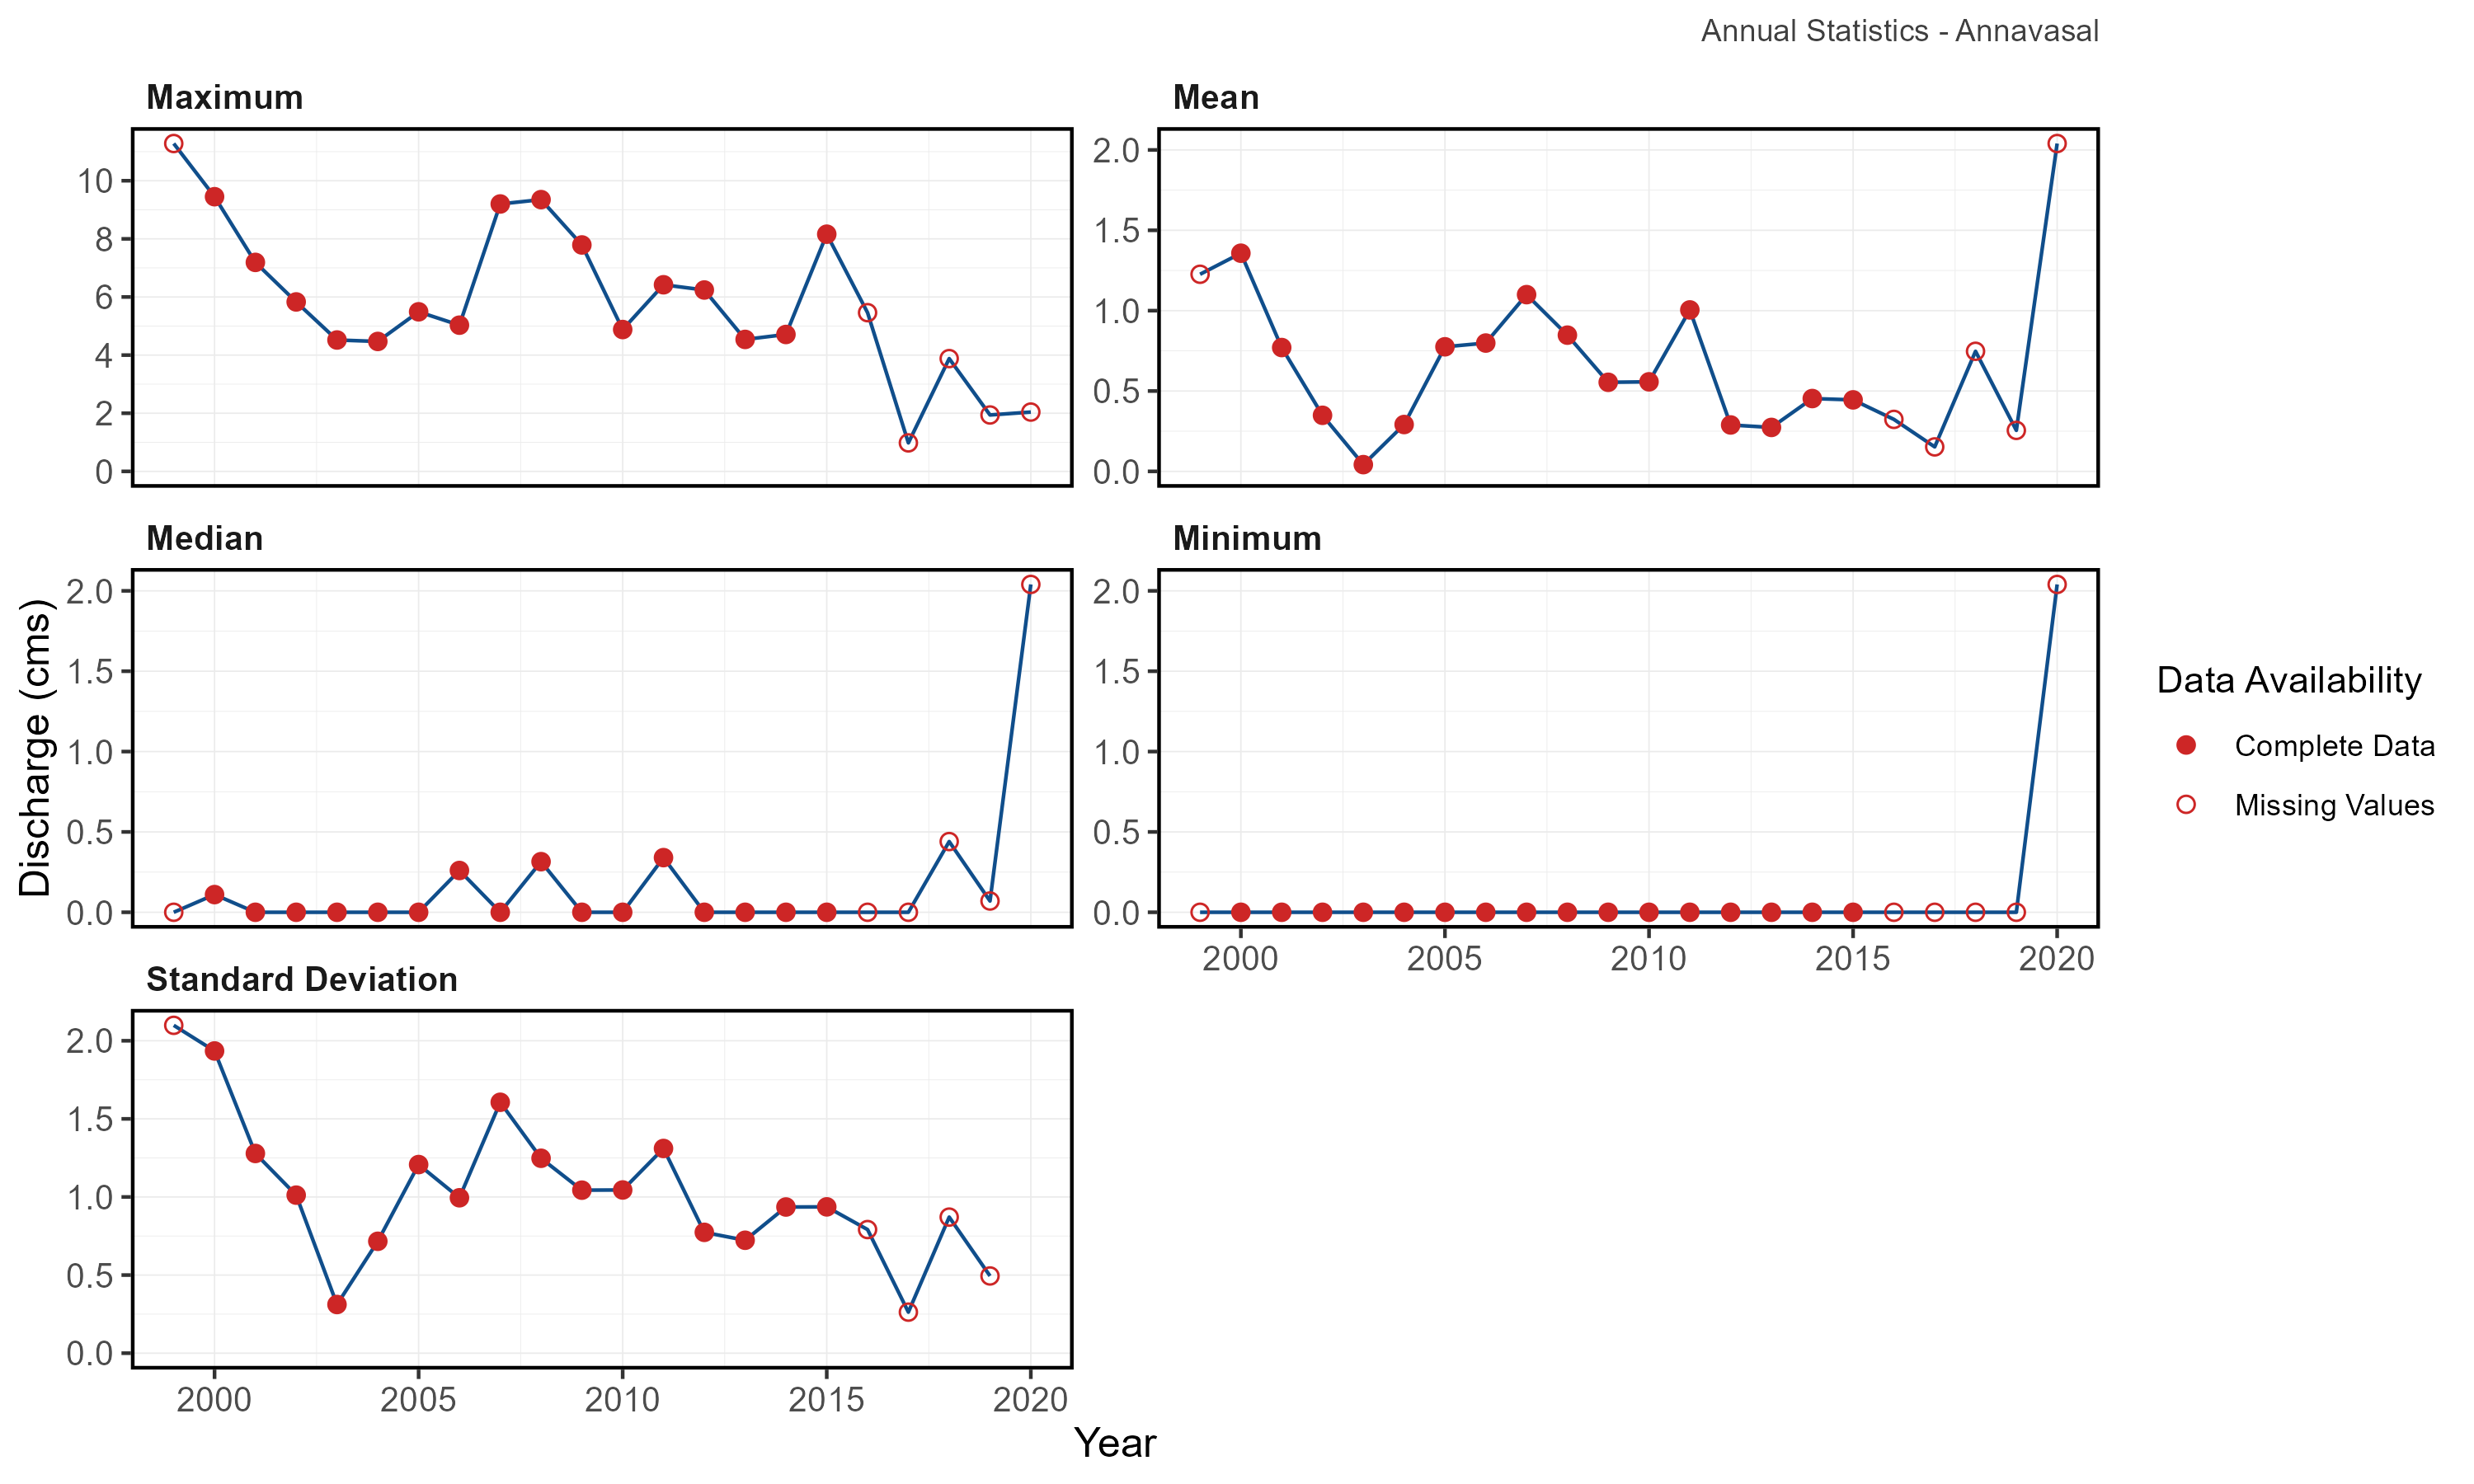 Annual Statistics - Annavasal
Maximum
10
8
6
4
2
0
Mean
2.0
1.5
1.0
0.5
0.0
Discharge (cms)
Median
2.0
1.5
1.0
0.5
0.0
Minimum
2.0
1.5
1.0
0.5
0.0
2000 2005 2010 2015 2020
Standard Deviation
2.0
1.5
1.0
0.5
0.0
2000 2005 2010 2015 2020
Year
Data Availability
Complete Data
Missing Values